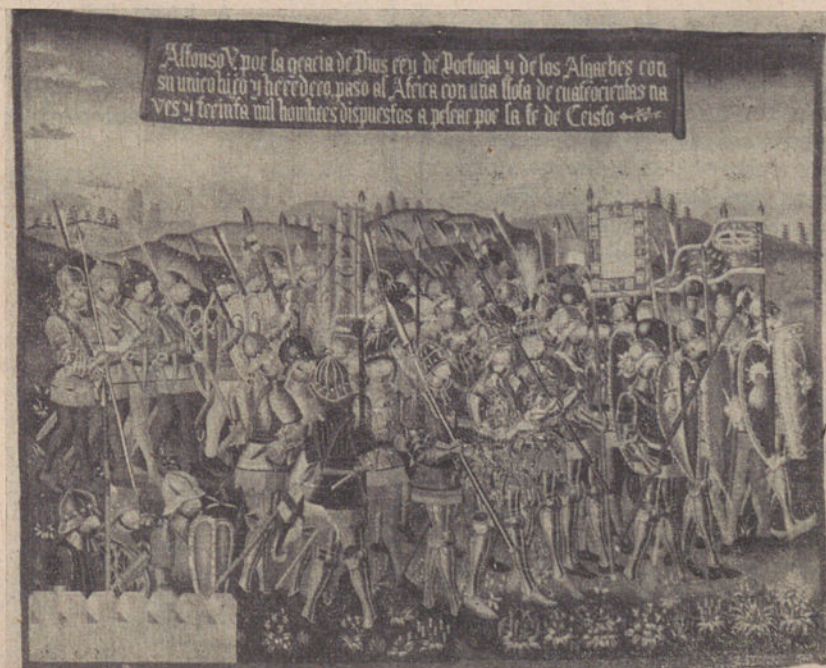 Alfonso V. por la gracia de Dios rey de Portugal y de los Algarbes con
su unico hijo y heredero, paso al Africa con una flota de cuatrocientas na
ves y treinta mil hombres dispuestos a pelear por la fe de Cristo